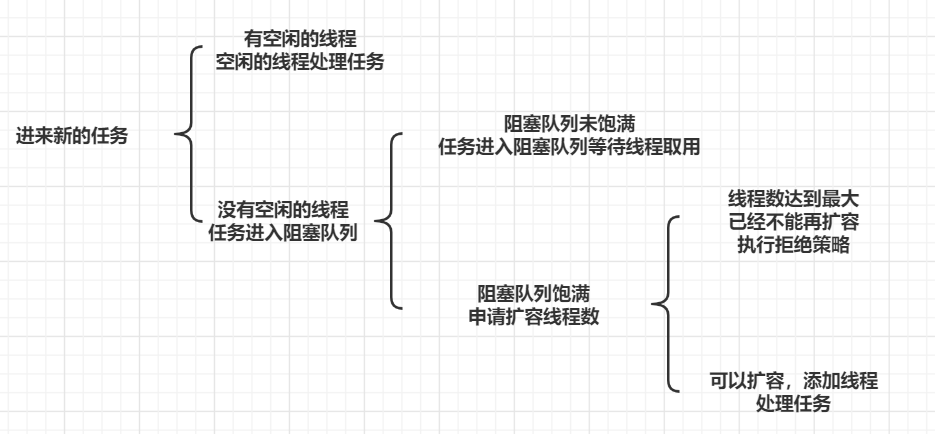 有空闲的线程
空闲的线程处理任务
进来新的任务
没有空闲的线程
任务进入阻塞队列
阻塞队列未饱满
任务进入阻塞队列等待线程取用
阻塞队列饱满
申请扩容线程数
线程数达到最大
已经不能再扩容
执行拒绝策略
可以扩容，添加线程
处理任务